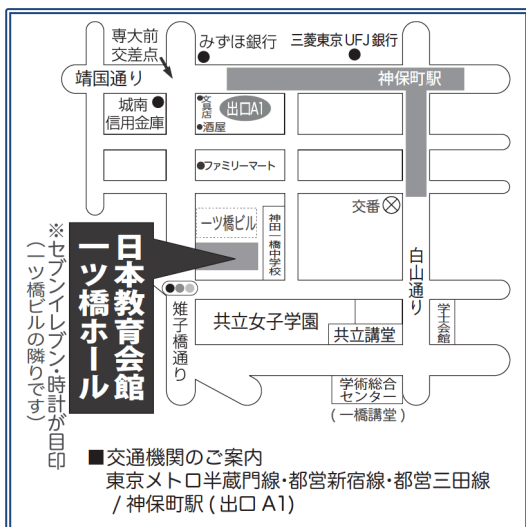 専大前
交差点
みずほ銀行
三菱東京UFJ銀行
靖国通り
神保町駅
城南
信用金庫
文具店
出口A1
酒屋
ファミリーマート
交番
一ツ橋ビル
神田一橋中学校
白山通り
日本教育会館
一ツ橋ホール
※セブンイレブン・時計が目印
(一ツ橋ビルの隣りです)
雉子橋通り
共立女子学園
共立講堂
学士会館
学術総合
センター
(一橋講堂)
■交通機関のご案内
東京メトロ半蔵門線・都営新宿線・都営三田線
/ 神保町駅 ( 出口 A1)